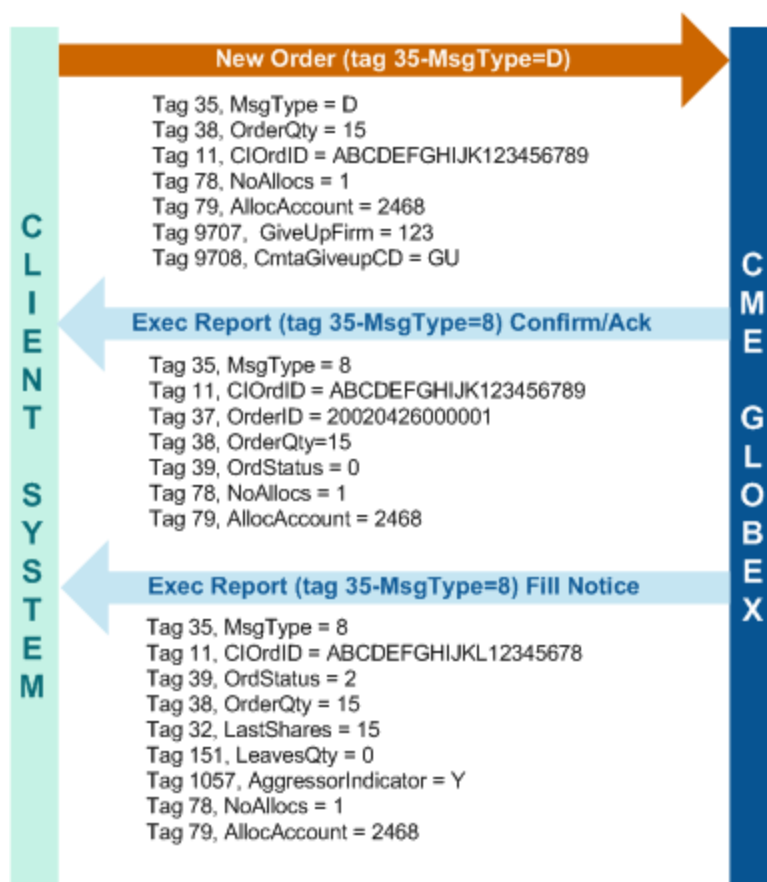 New Order (tag 35-MsgType=D)
Tag 35, MsgType = D
Tag 38, OrderQty = 15
Tag 11, ClOrdID = ABCDEFGHIJK123456789
Tag 78, NoAllocs = 1
Tag 79, AllocAccount = 2468
Tag 9707,  GiveUpFirm = 123
Tag 9708, CmtaGiveupCD = GU
Exec Report (tag 35-MsgType=8) Confirm/Ack
Tag 35, MsgType = 8
Tag 11, ClOrdID = ABCDEFGHIJK123456789
Tag 37, OrderID = 20020426000001
Tag 38, OrderQty=15
Tag 39, OrdStatus = 0
Tag 78, NoAllocs = 1
Tag 79, AllocAccount = 2468
Exec Report (tag 35-MsgType=8) Fill Notice
Tag 35, MsgType = 8
Tag 11, ClOrdID = ABCDEFGHIJKL12345678
Tag 39, OrdStatus = 2
Tag 38, OrderQty = 15
Tag 32, LastShares = 15
Tag 151, LeavesQty = 0
Tag 1057, AggressorIndicator = Y
Tag 78, NoAllocs = 1
Tag 79, AllocAccount = 2468
CLIENT SYSTEM
CME GLOBEX